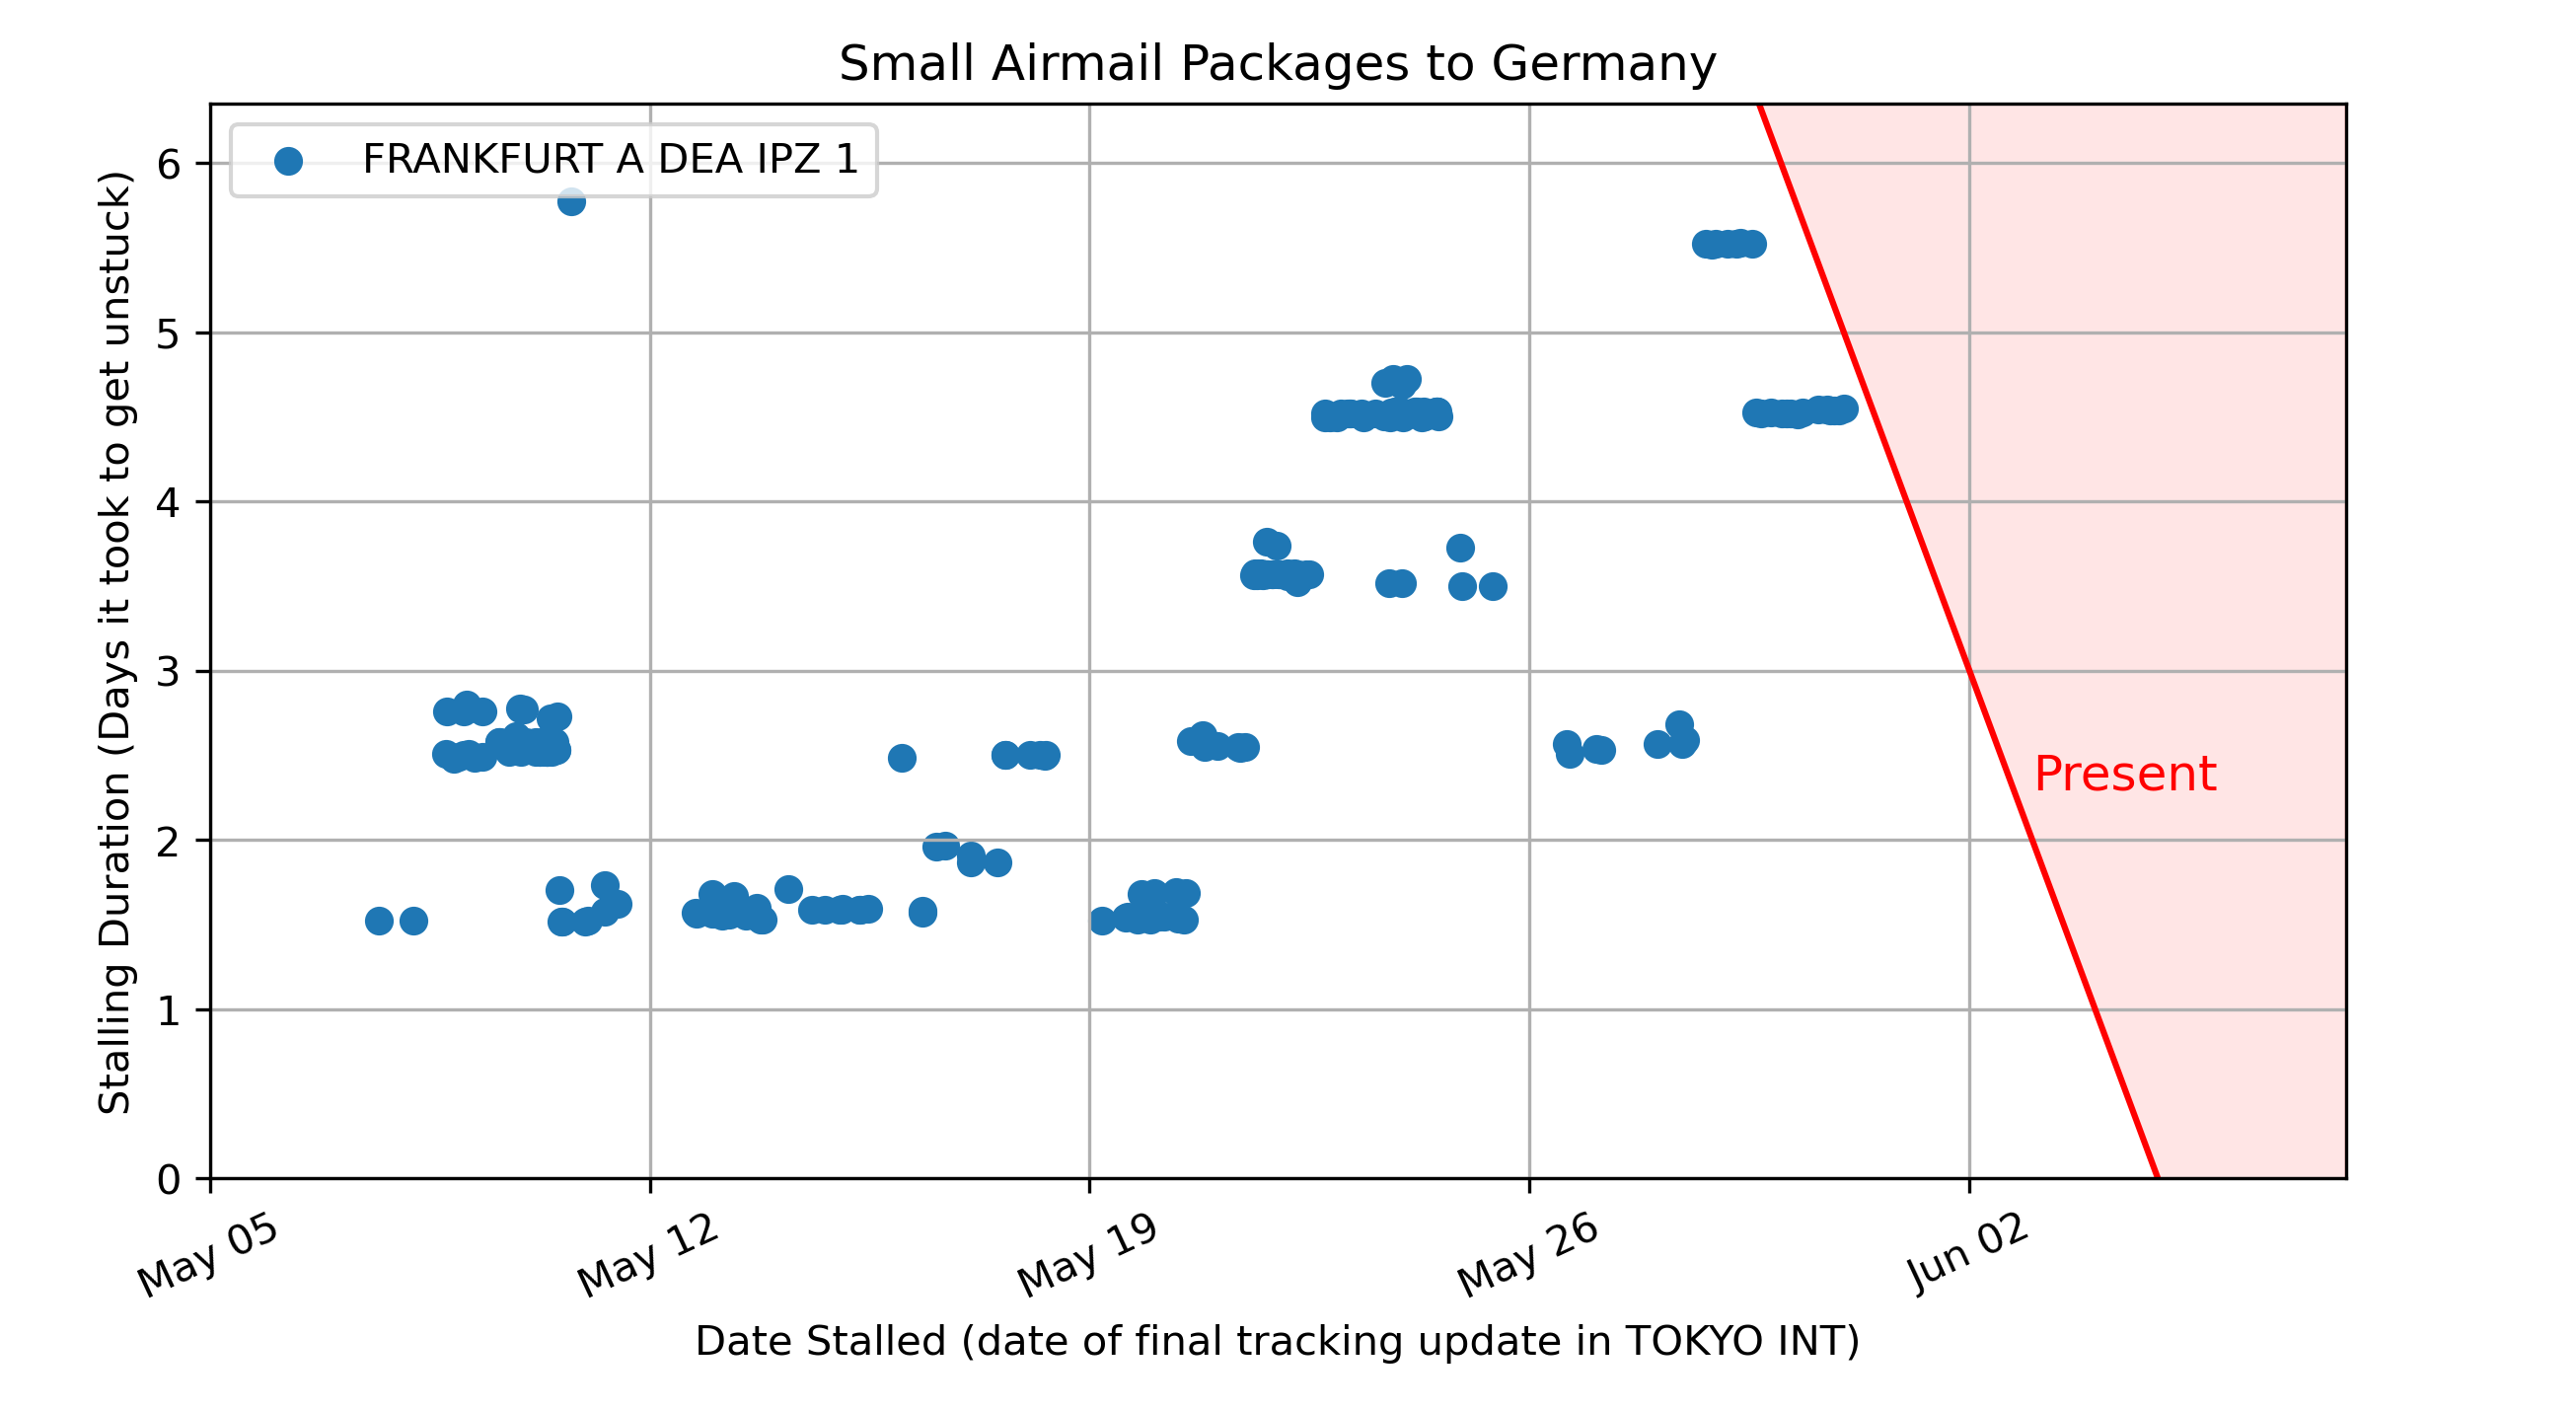 Small Airmail Packages to Germany
FRANKFURT A DEA IPZ 1
Stalling Duration (Days it took to get unstuck)
6
5
4
3
2
1
0
Present
May 05
May 12
May 19
May 26
Jun 02
Date Stalled (date of final tracking update in TOKYO INT)